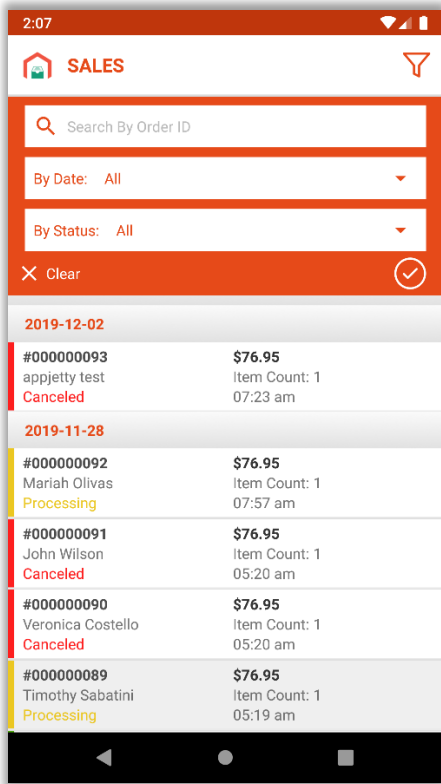 2:07
SALES
Search By Order ID
By Date: All
By Status: All
Clear
2019-12-02
#000000093 $76.95
appjetty test Item Count: 1
Canceled 07:23 am
2019-11-28
#000000092 $76.95
Mariah Olivas Item Count: 1
Processing 07:57 am
#000000091 $76.95
John Wilson Item Count: 1
Canceled 05:20 am
#000000090 $76.95
Veronica Costello Item Count: 1
Canceled 05:20 am
#000000089 $76.95
Timothy Sabatini Item Count: 1
Processing 05:19 am